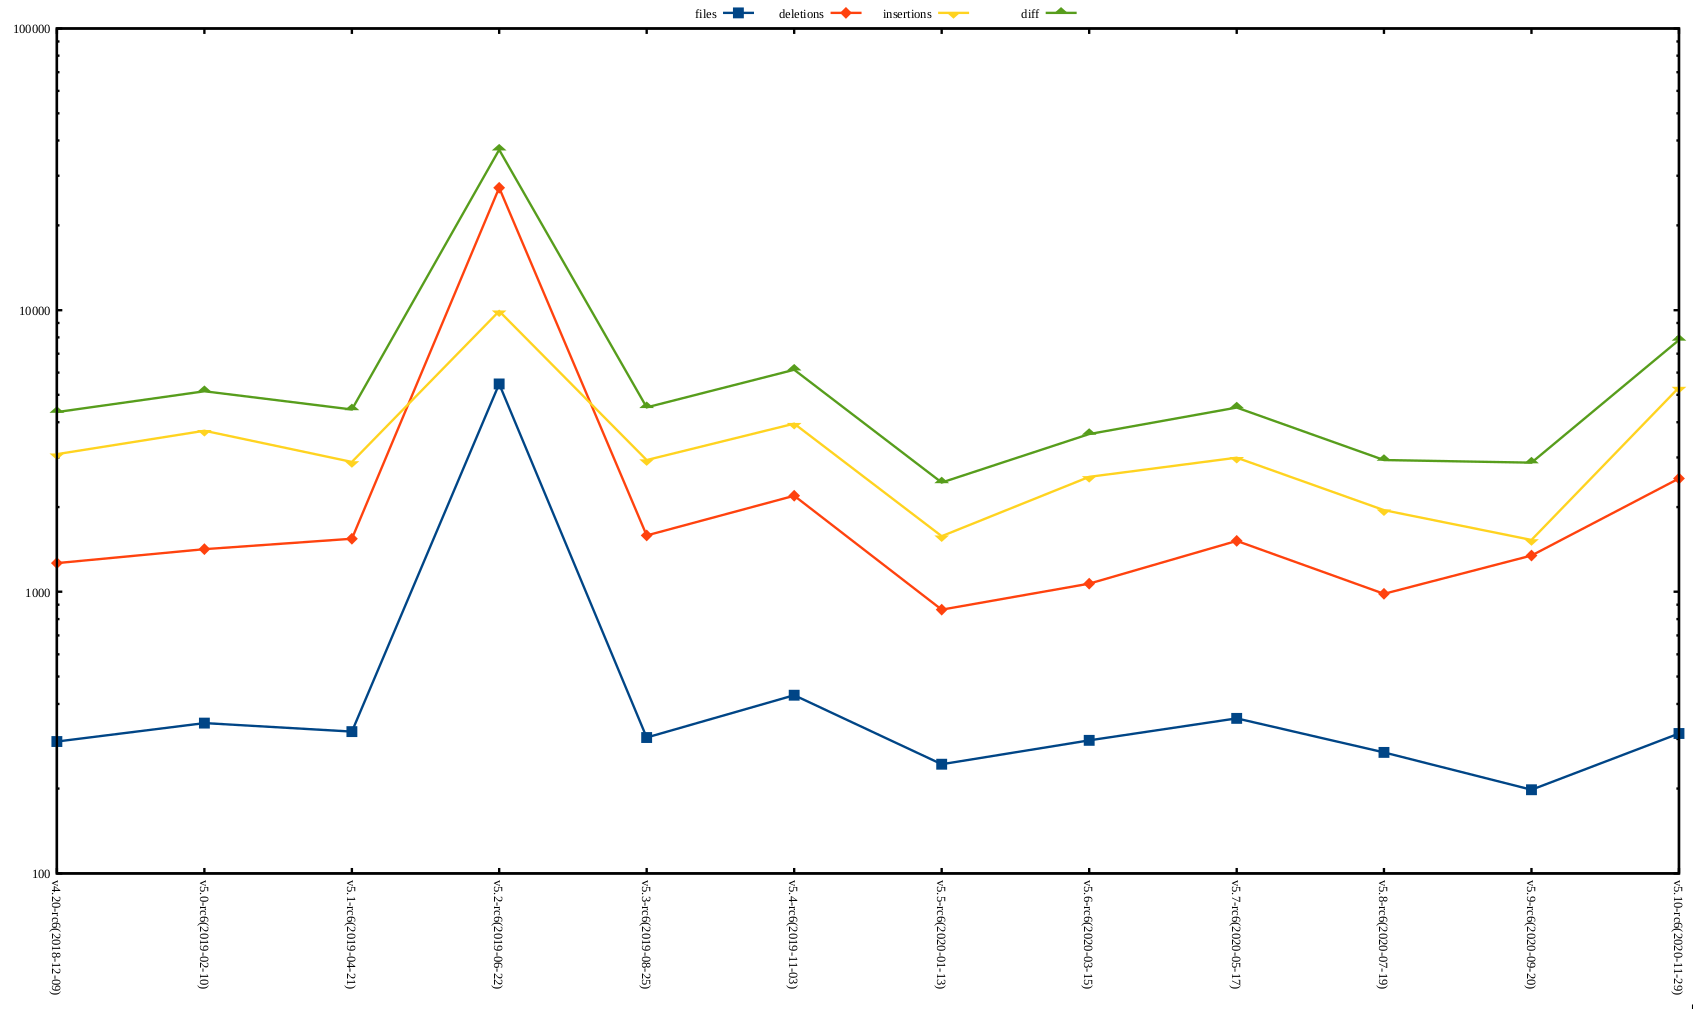 files deletions insertions diff
100000
10000
1000
100
v4.20-rc6(2018-12-09)
v5.0-rc6(2019-02-10)
v5.1-rc6(2019-04-21)
v5.2-rc6(2019-06-22)
v5.3-rc6(2019-08-25)
v5.4-rc6(2019-11-03)
v5.5-rc6(2020-01-13)
v5.6-rc6(2020-03-15)
v5.7-rc6(2020-05-17)
v5.8-rc6(2020-07-19)
v5.9-rc6(2020-09-20)
v5.10-rc6(2020-11-29)